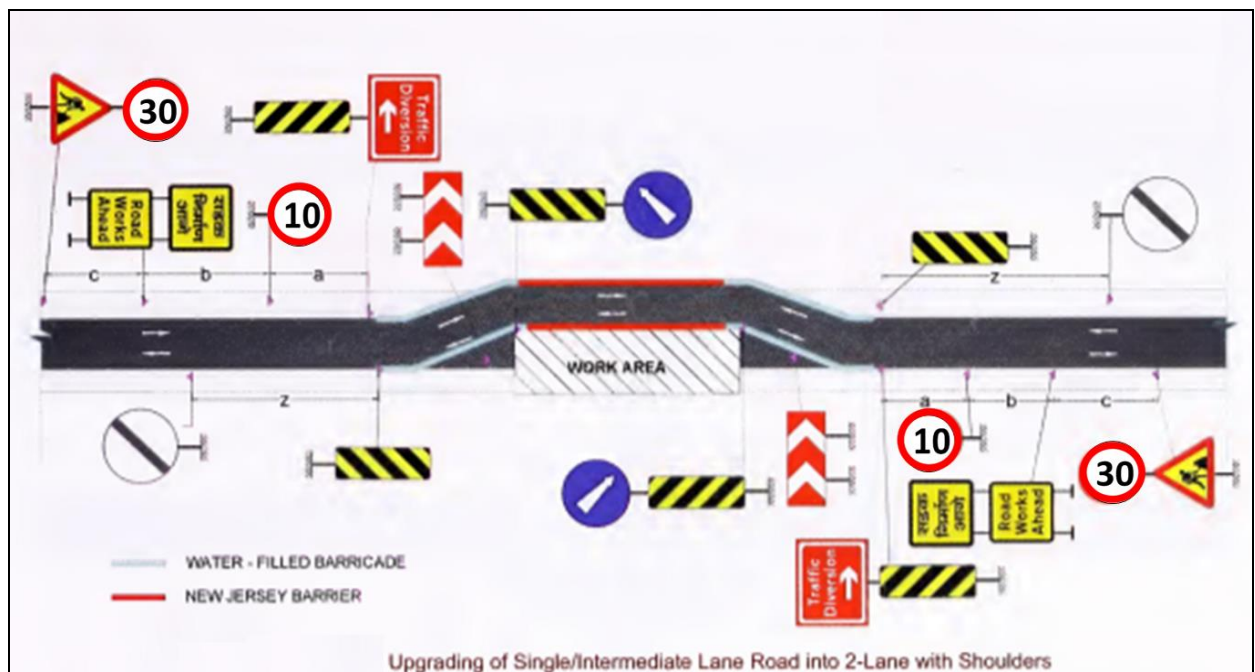 30
Traffic
Diversion
Road
Works
Ahead
10
c
b
a
z
WORK AREA
z
a
b
c
10
30
Road
Works
Ahead
Traffic
Diversion
WATER - FILLED BARRICADE
NEW JERSEY BARRIER
Upgrading of Single/Intermediate Lane Road into 2-Lane with Shoulders